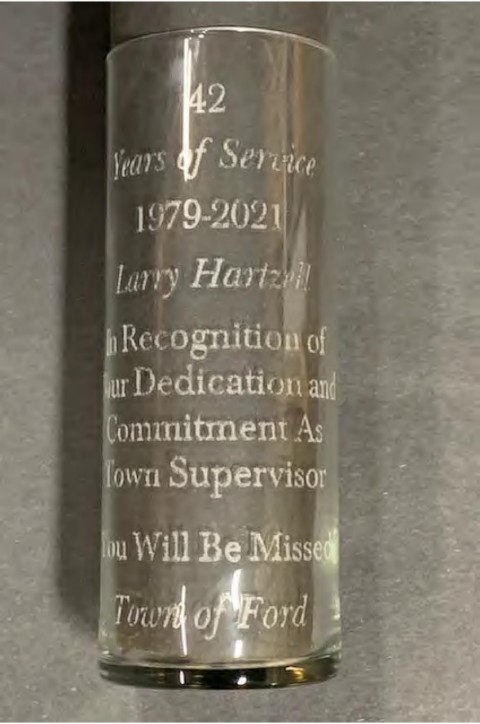 42
Years of Service
1979-2021
Larry Hartzell
In Recognition of
Your Dedication and
Commitment As
Town Supervisor
You Will Be Missed
Town of Ford